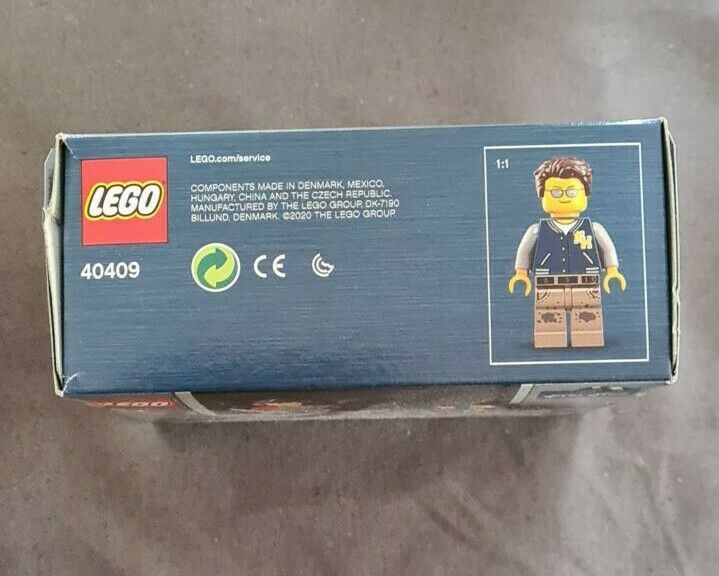 LEGO
LEGO.com/service
COMPONENTS MADE IN DENMARK, MEXICO,
HUNGARY, CHINA AND THE CZECH REPUBLIC.
MANUFACTURED BY THE LEGO GROUP, DK-7190
BILLUND, DENMARK. ©2020 THE LEGO GROUP.
40409
CE
1:1
LEGO